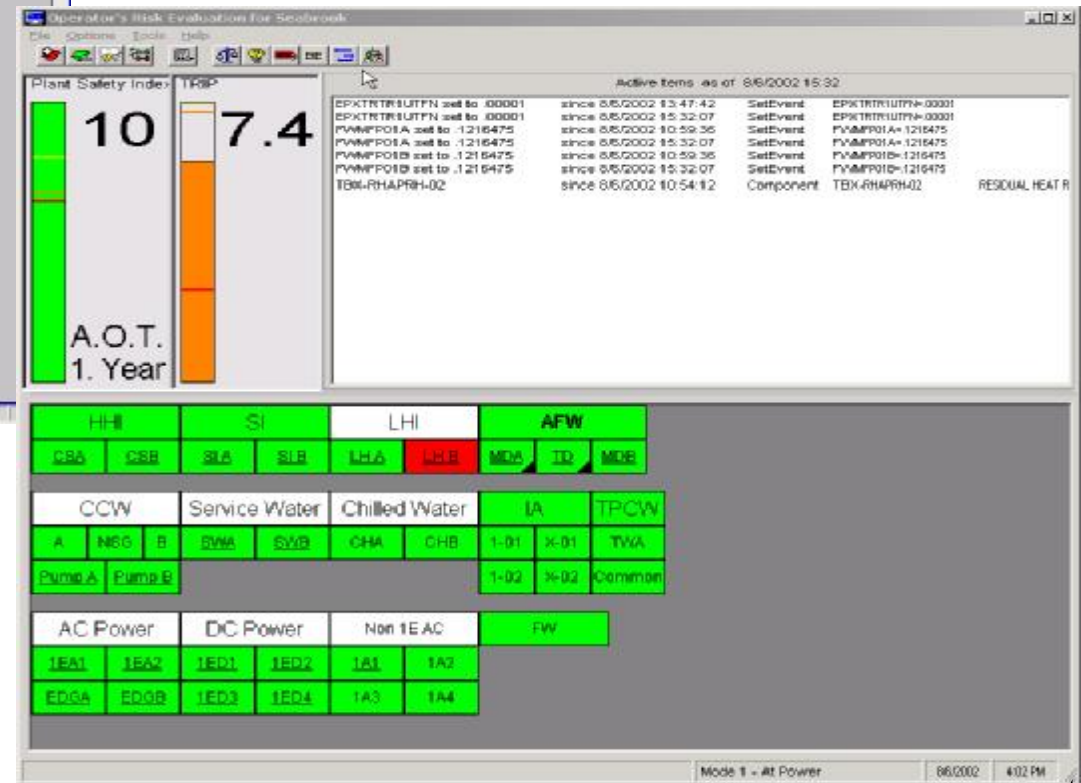 Operator's Risk Evaluation for Seabrook
File Options Tools Help
Plant Safety Index
10
A.O.T.
1. Year
TRIP
7.4
Active Items as of 8/6/2002 15:32
EPXTRTR1UTFN set to .00001 since 8/6/2002 13:47:42 SetEvent EPXTRTR1UTFN=.00001
EPXTRTR1UTFN set to .00001 since 8/6/2002 15:32:07 SetEvent EPXTRTR1UTFN=.00001
FWMFP01A set to .1216475 since 8/6/2002 10:59:36 SetEvent FWMFP01A=.1216475
FWMFP01A set to .1216475 since 8/6/2002 15:32:07 SetEvent FWMFP01A=.1216475
FWMFP01B set to .1216475 since 8/6/2002 10:59:36 SetEvent FWMFP01B=.1216475
FWMFP01B set to .1216475 since 8/6/2002 15:32:07 SetEvent FWMFP01B=.1216475
TBX-RHAPRH-02 since 8/6/2002 10:54:12 Component TBX-RHAPRH-02 RESIDUAL HEAT R
HHI SI LHI AFW
CSA CSB SIA SIB LHA LHB MDA TD MDB
CCW Service Water Chilled Water IA TPCW
A NSG B SWA SWB CHA CHB 1-01 X-01 TWA
Pump A Pump B 1-02 X-02 Common
AC Power DC Power Non 1E AC FW
1EA1 1EA2 1ED1 1ED2 1A1 1A2
EDGA EDGB 1ED3 1ED4 1A3 1A4
Mode 1 - At Power 8/6/2002 4:02 PM